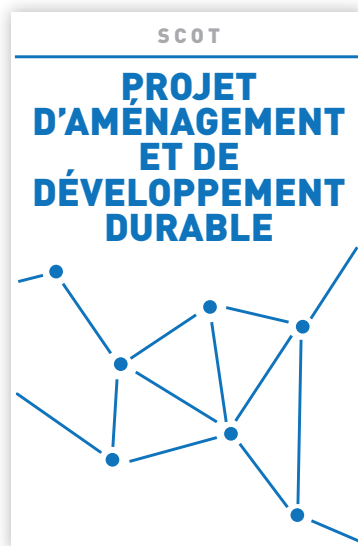 SCOT
PROJET
D'AMÉNAGEMENT
ET DE
DÉVELOPPEMENT
DURABLE